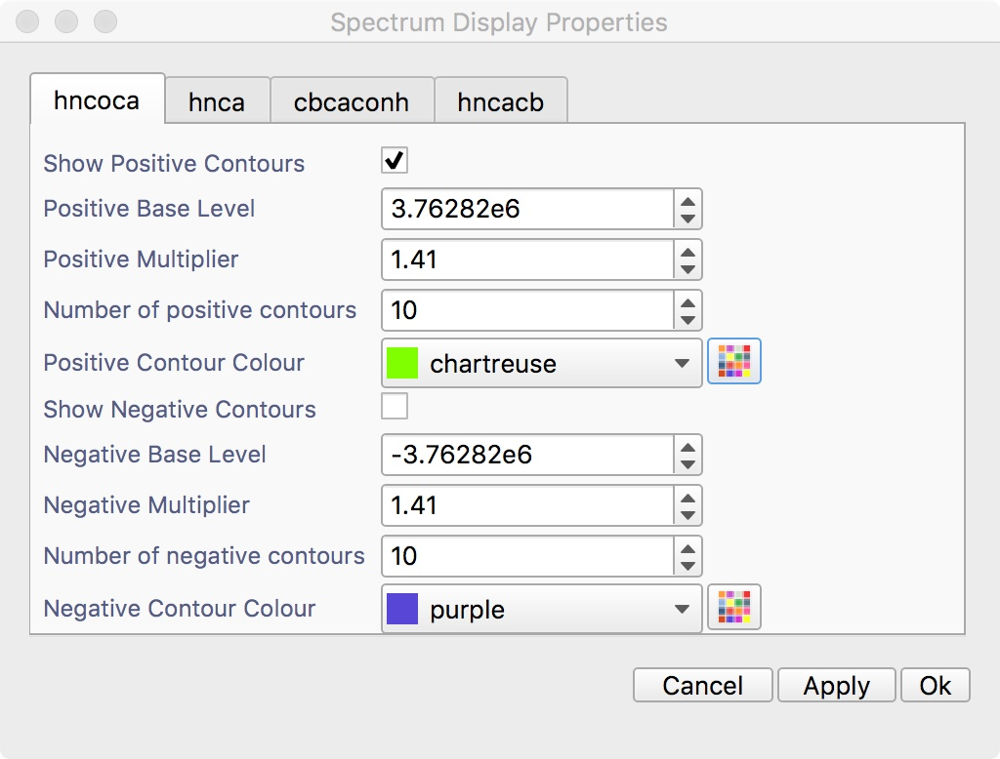 Spectrum Display Properties
hncoca hnca cbcaconh hncacb
Show Positive Contours
Positive Base Level 3.76282e6
Positive Multiplier 1.41
Number of positive contours 10
Positive Contour Colour chartreuse
Show Negative Contours
Negative Base Level -3.76282e6
Negative Multiplier 1.41
Number of negative contours 10
Negative Contour Colour purple
Cancel Apply Ok